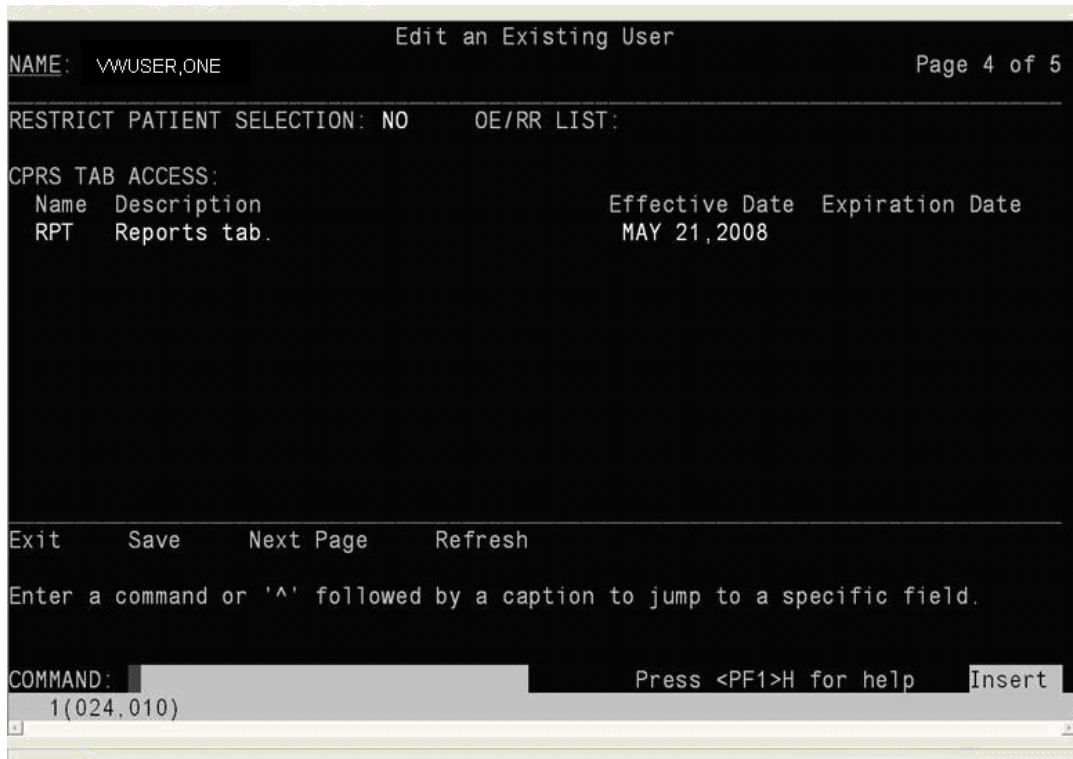 Edit an Existing User
NAME: VWUSER,ONE Page 4 of 5
RESTRICT PATIENT SELECTION: NO OE/RR LIST:
CPRS TAB ACCESS:
Name Description Effective Date Expiration Date
RPT Reports tab. MAY 21,2008
Exit Save Next Page Refresh
Enter a command or '^' followed by a caption to jump to a specific field.
COMMAND: Press <PF1>H for help Insert
1(024,010)